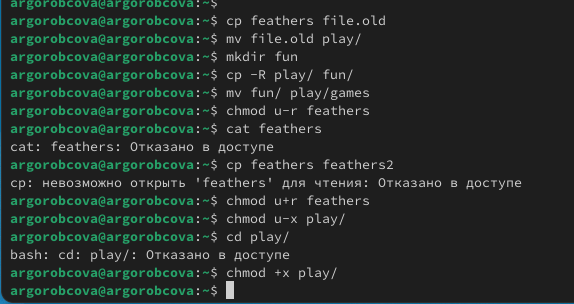 argorobcova@argorobcova:~$
argorobcova@argorobcova:~$ cp feathers file.old
argorobcova@argorobcova:~$ mv file.old play/
argorobcova@argorobcova:~$ mkdir fun
argorobcova@argorobcova:~$ cp -R play/ fun/
argorobcova@argorobcova:~$ mv fun/ play/games
argorobcova@argorobcova:~$ chmod u-r feathers
argorobcova@argorobcova:~$ cat feathers
cat: feathers: Отказано в доступе
argorobcova@argorobcova:~$ cp feathers feathers2
cp: невозможно открыть 'feathers' для чтения: Отказано в доступе
argorobcova@argorobcova:~$ chmod u+r feathers
argorobcova@argorobcova:~$ chmod u-x play/
argorobcova@argorobcova:~$ cd play/
bash: cd: play/: Отказано в доступе
argorobcova@argorobcova:~$ chmod +x play/
argorobcova@argorobcova:~$